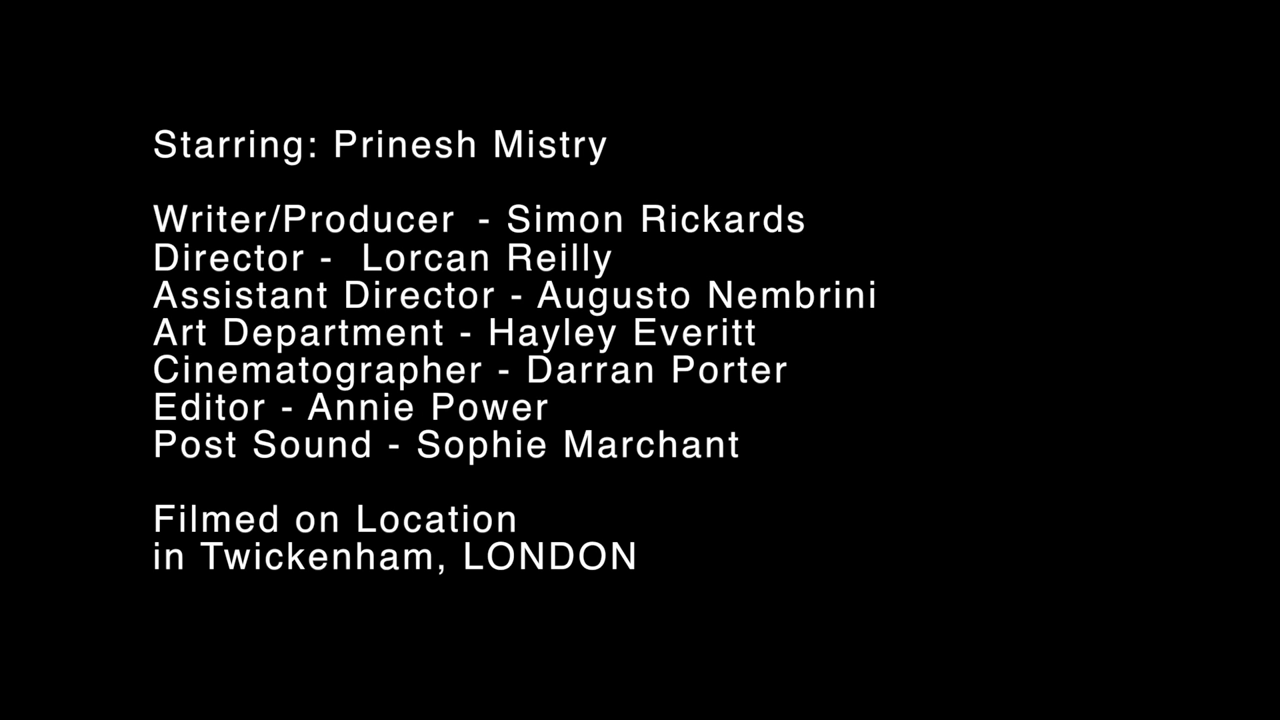 Starring: Prinesh Mistry
Writer/Producer - Simon Rickards
Director - Lorcan Reilly
Assistant Director - Augusto Nembrini
Art Department - Hayley Everitt
Cinematographer - Darran Porter
Editor - Annie Power
Post Sound - Sophie Marchant
Filmed on Location
in Twickenham, LONDON